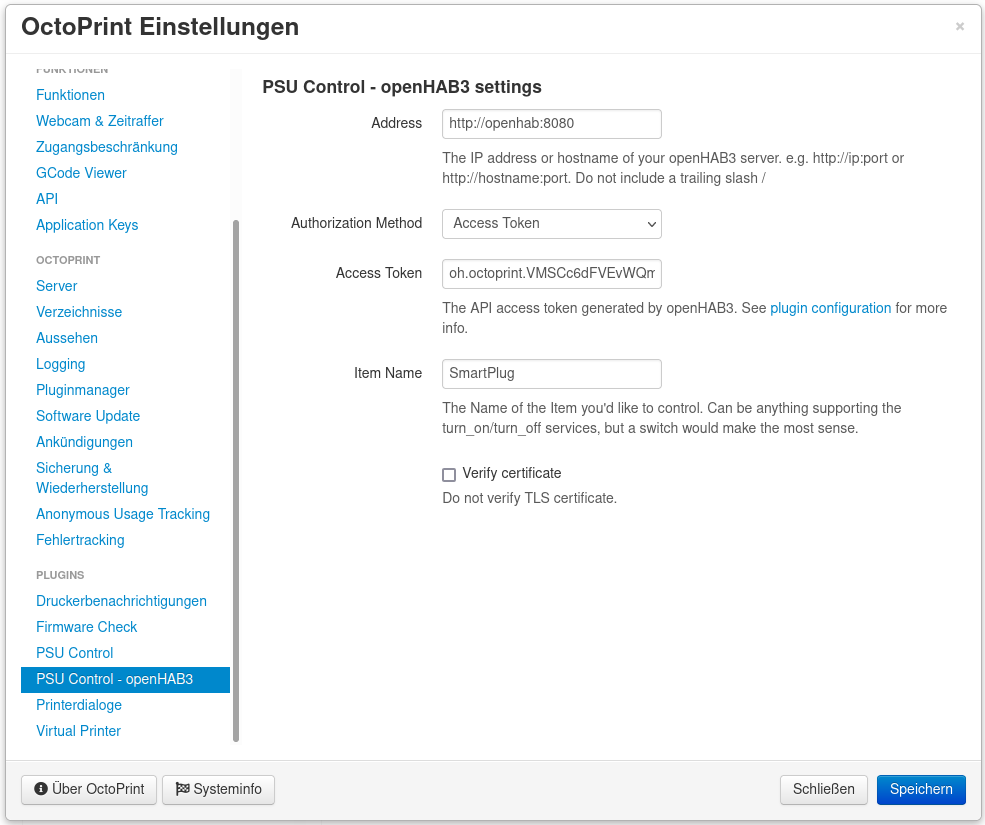 OctoPrint Einstellungen
×
FUNKTIONEN
Funktionen
Webcam & Zeitraffer
Zugangsbeschränkung
GCode Viewer
API
Application Keys
OCTOPRINT
Server
Verzeichnisse
Aussehen
Logging
Pluginmanager
Software Update
Ankündigungen
Sicherung &
Wiederherstellung
Anonymous Usage Tracking
Fehlertracking
PLUGINS
Druckerbenachrichtigungen
Firmware Check
PSU Control
PSU Control - openHAB3
Printerdialoge
Virtual Printer
PSU Control - openHAB3 settings
Address
http://openhab:8080
The IP address or hostname of your openHAB3 server. e.g. http://ip:port or
http://hostname:port. Do not include a trailing slash /
Authorization Method
Access Token
Access Token
oh.octoprint.VMSCc6dFVEvWQm
The API access token generated by openHAB3. See plugin configuration for more
info.
Item Name
SmartPlug
The Name of the Item you'd like to control. Can be anything supporting the
turn_on/turn_off services, but a switch would make the most sense.
Verify certificate
Do not verify TLS certificate.
Über OctoPrint
Systeminfo
Schließen
Speichern